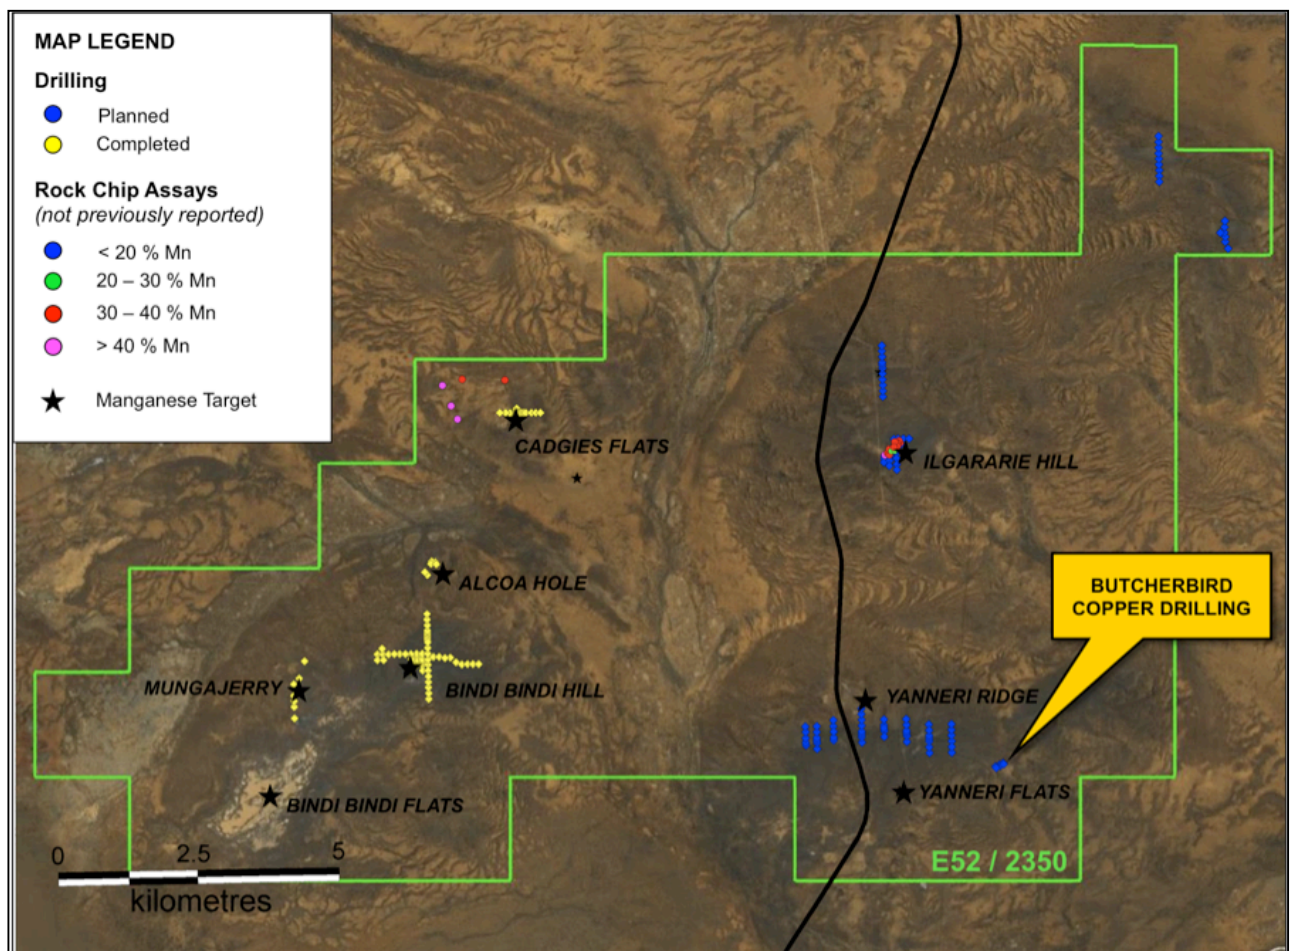 MAP LEGEND
Drilling
Planned
Completed
Rock Chip Assays
(not previously reported)
< 20 % Mn
20 – 30 % Mn
30 – 40 % Mn
> 40 % Mn
Manganese Target
CADGIES FLATS
ILGARARIE HILL
ALCOA HOLE
BUTCHERBIRD
COPPER DRILLING
MUNGAJERRY
BINDI BINDI HILL
YANNERI RIDGE
BINDI BINDI FLATS
YANNERI FLATS
0 2.5 5
kilometres
E52 / 2350